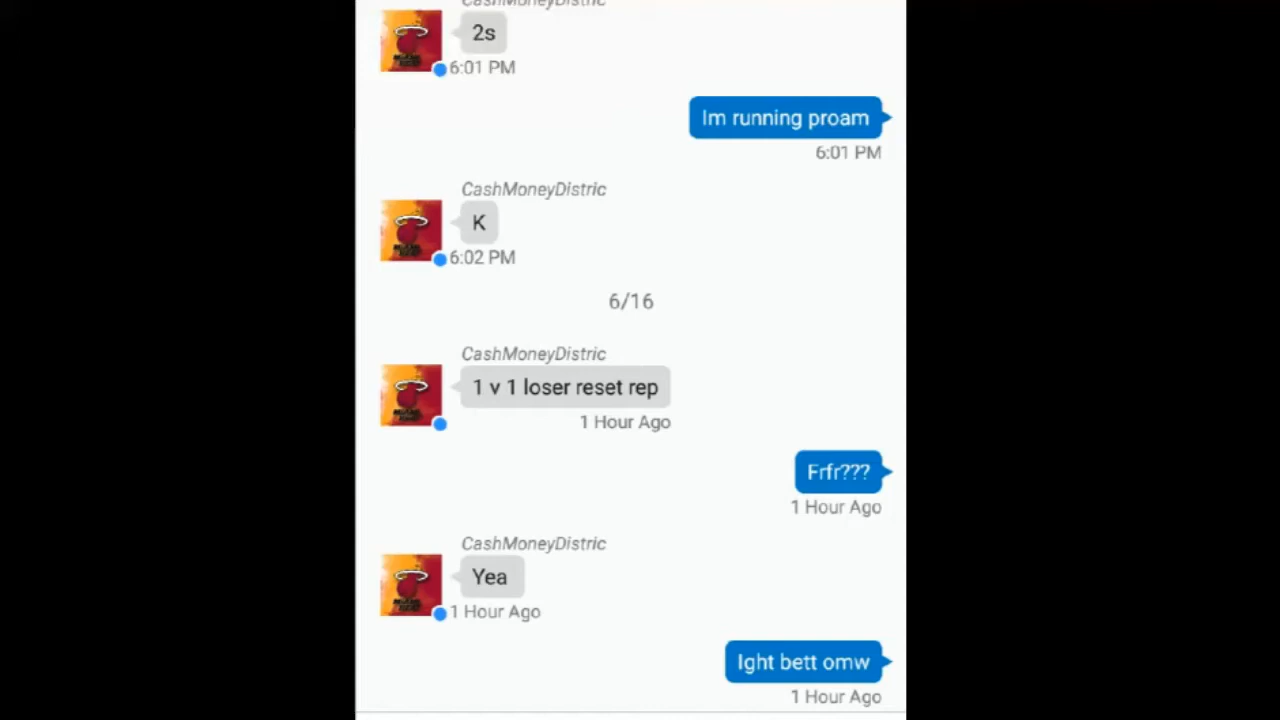 CashMoneyDistric
2s
6:01 PM
Im running proam
6:01 PM
CashMoneyDistric
K
6:02 PM
6/16
CashMoneyDistric
1 v 1 loser reset rep
1 Hour Ago
Frfr???
1 Hour Ago
CashMoneyDistric
Yea
1 Hour Ago
Ight bett omw
1 Hour Ago